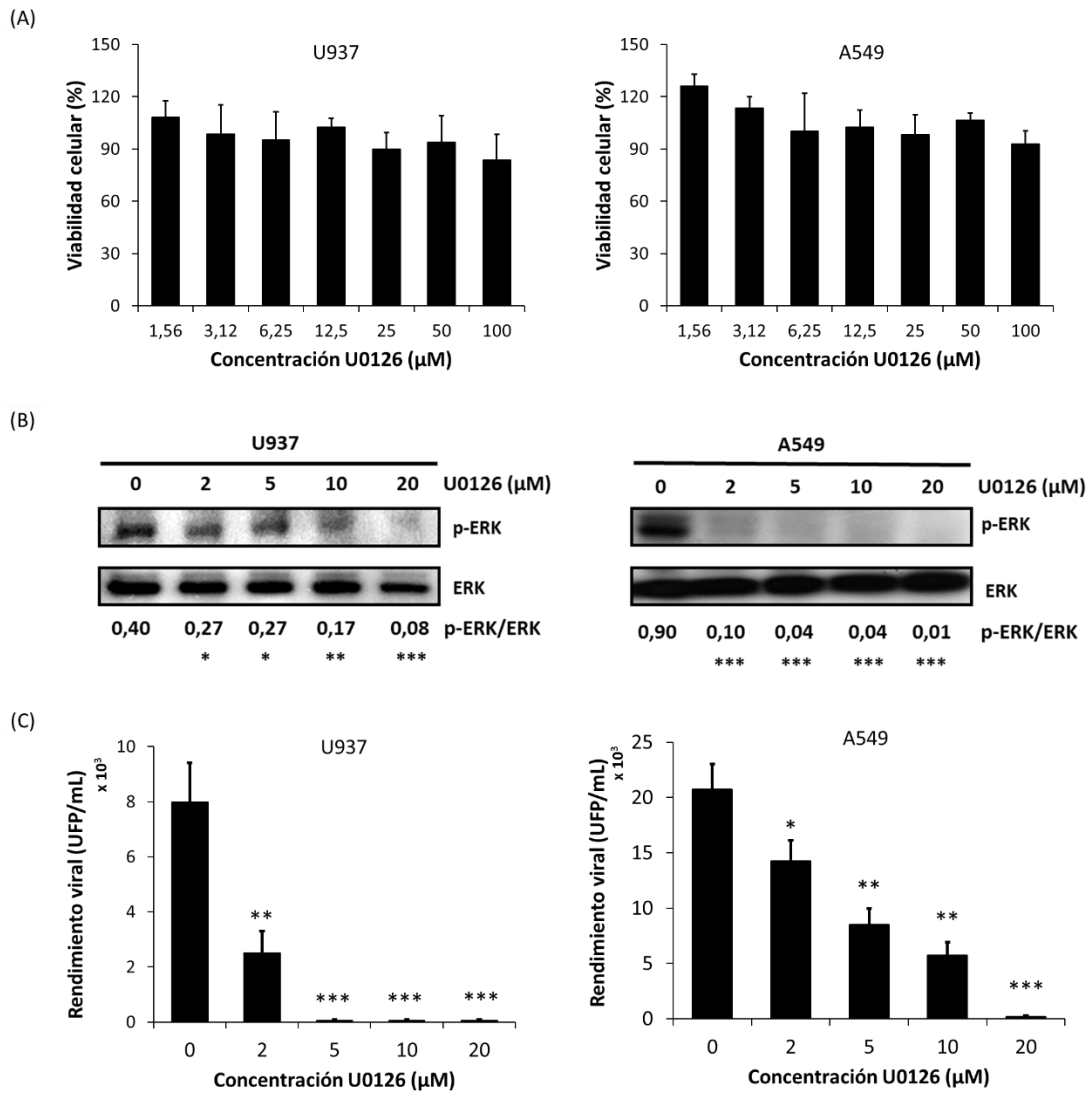 (A)
U937
Viabilidad celular (%)
150
120
90
60
30
0
1,56 3,12 6,25 12,5 25 50 100
Concentración U0126 (µM)
A549
Viabilidad celular (%)
150
120
90
60
30
0
1,56 3,12 6,25 12,5 25 50 100
Concentración U0126 (µM)
(B)
U937
0 2 5 10 20 U0126 (µM)
p-ERK
ERK
0,40 0,27 0,27 0,17 0,08 p-ERK/ERK
* * ** ***
A549
0 2 5 10 20 U0126 (µM)
p-ERK
ERK
0,90 0,10 0,04 0,04 0,01 p-ERK/ERK
*** *** *** ***
(C)
U937
Rendimiento viral (UFP/mL)
x 10³
10
8
6
4
2
0
** *** *** ***
0 2 5 10 20
Concentración U0126 (µM)
A549
Rendimiento viral (UFP/mL)
x 10³
25
20
15
10
5
0
* ** ** ***
0 2 5 10 20
Concentración U0126 (µM)